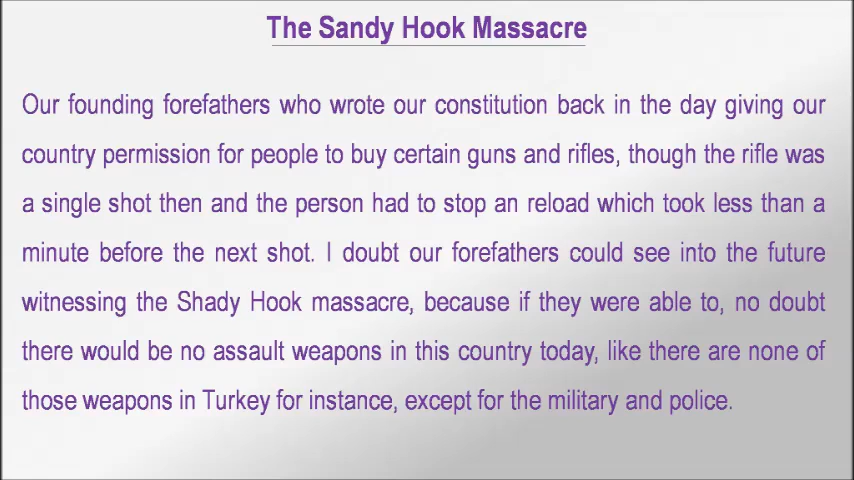 The Sandy Hook Massacre
Our founding forefathers who wrote our constitution back in the day giving our
country permission for people to buy certain guns and rifles, though the rifle was
a single shot then and the person had to stop an reload which took less than a
minute before the next shot. I doubt our forefathers could see into the future
witnessing the Shady Hook massacre, because if they were able to, no doubt
there would be no assault weapons in this country today, like there are none of
those weapons in Turkey for instance, except for the military and police.